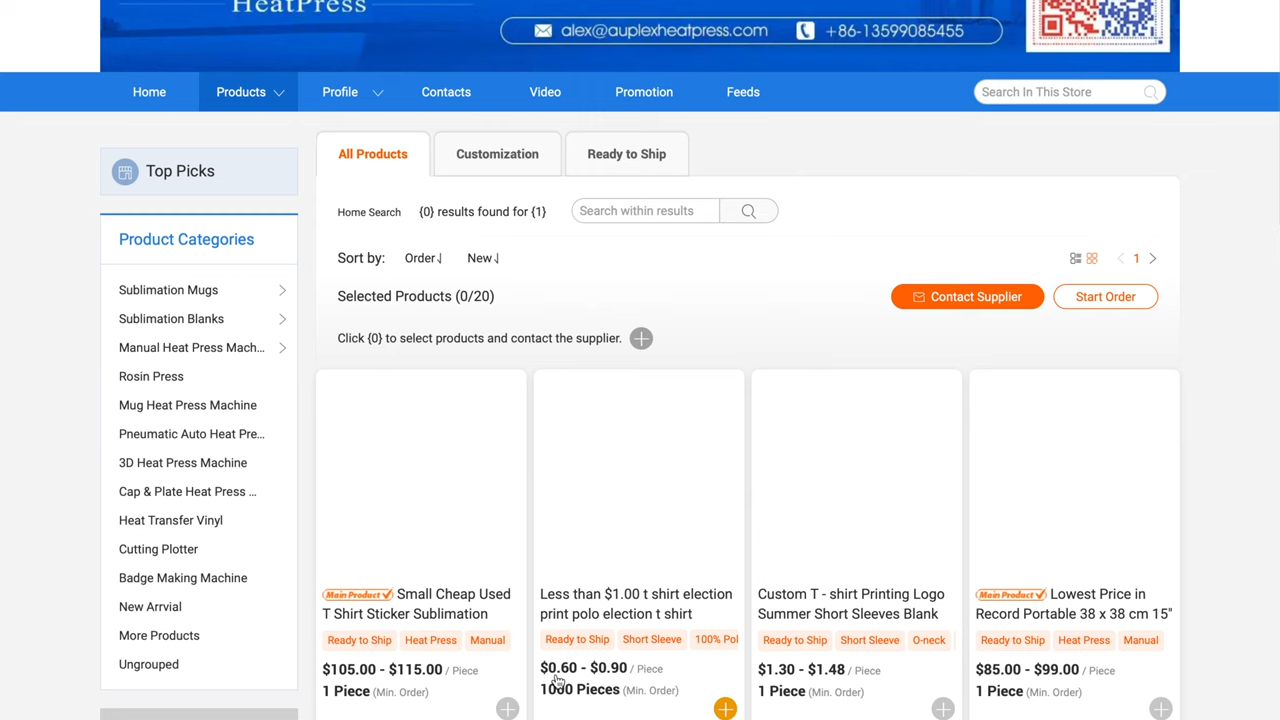 HeatPress
alex@auplexheatpress.com
+86-13599085455
Home
Products
Profile
Contacts
Video
Promotion
Feeds
Search In This Store
Top Picks
Product Categories
Sublimation Mugs
Sublimation Blanks
Manual Heat Press Mach...
Rosin Press
Mug Heat Press Machine
Pneumatic Auto Heat Pre...
3D Heat Press Machine
Cap & Plate Heat Press ...
Heat Transfer Vinyl
Cutting Plotter
Badge Making Machine
New Arrvial
More Products
Ungrouped
All Products
Customization
Ready to Ship
Home Search
{0} results found for {1}
Search within results
Sort by:
Order
New
1
Selected Products (0/20)
Contact Supplier
Start Order
Click {0} to select products and contact the supplier.
Main Product Small Cheap Used
T Shirt Sticker Sublimation
Ready to Ship
Heat Press
Manual
$105.00 - $115.00 / Piece
1 Piece (Min. Order)
Less than $1.00 t shirt election
print polo election t shirt
Ready to Ship
Short Sleeve
100% Pol
$0.60 - $0.90 / Piece
1000 Pieces (Min. Order)
Custom T - shirt Printing Logo
Summer Short Sleeves Blank
Ready to Ship
Short Sleeve
O-neck
$1.30 - $1.48 / Piece
1 Piece (Min. Order)
Main Product Lowest Price in
Record Portable 38 x 38 cm 15"
Ready to Ship
Heat Press
Manual
$85.00 - $99.00 / Piece
1 Piece (Min. Order)